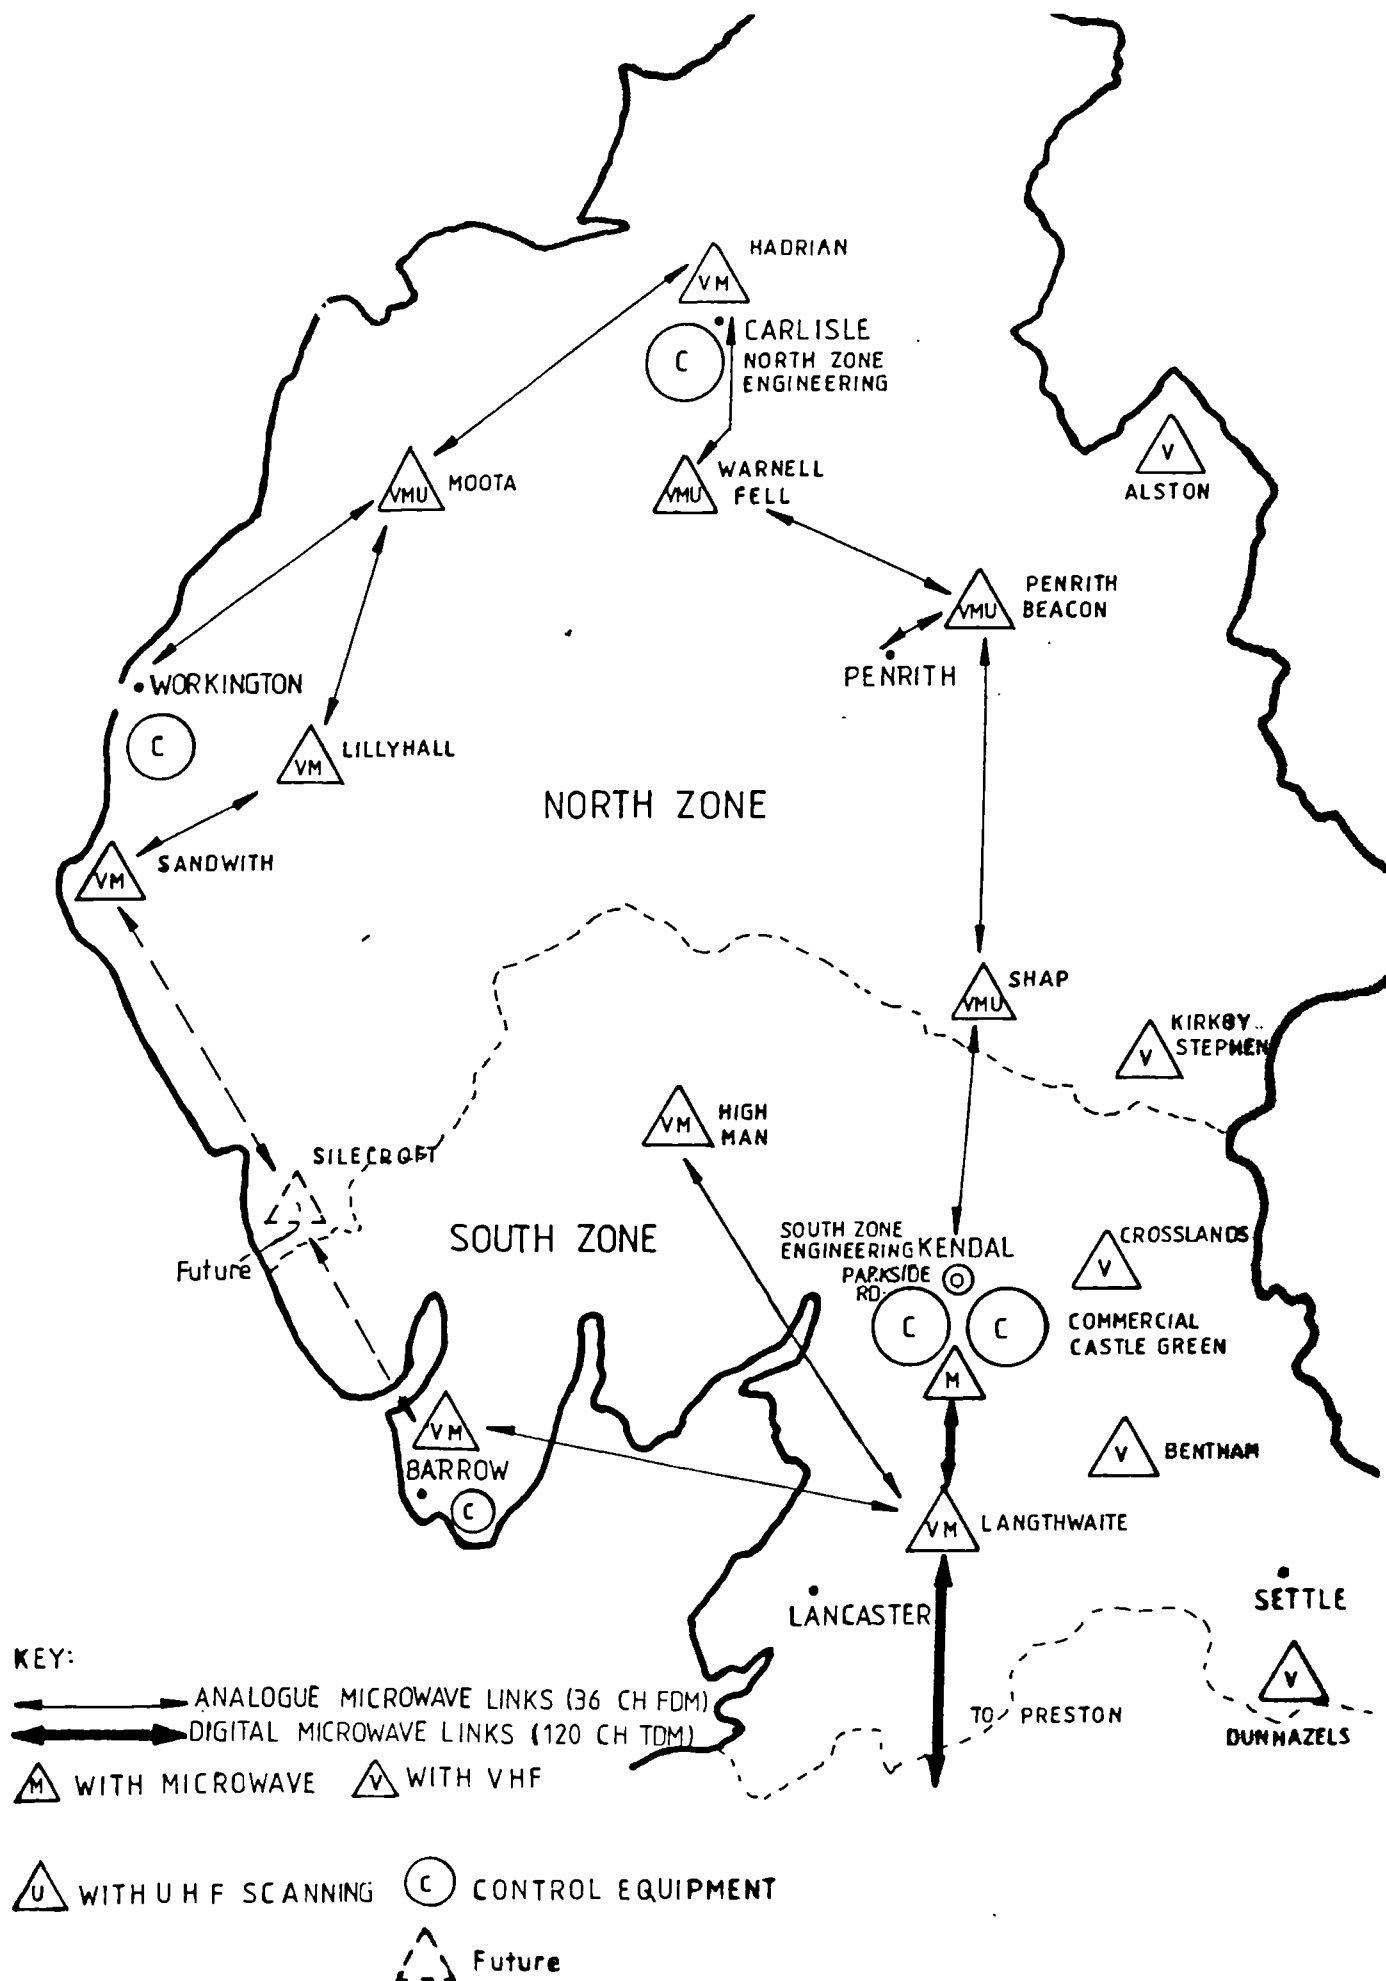 HADRIAN
VM
CARLISLE
C
NORTH ZONE
ENGINEERING
VMU
MOOTA
WARNELL
FELL
VMU
V
ALSTON
PENRITH
BEACON
VMU
PENRITH
WORKINGTON
C
LILLYHALL
VM
NORTH ZONE
SANDWITH
VM
SHAP
VMU
KIRKBY
STEPHEN
V
HIGH
MAN
VM
SILECROFT
SOUTH ZONE
Future
SOUTH ZONE
ENGINEERING KENDAL
PARKSIDE
RD.
O
CROSSLANDS
V
C
C
COMMERCIAL
CASTLE GREEN
M
VM
BARROW
C
V
BENTHAM
VM
LANGTHWAITE
LANCASTER
SETTLE
V
DUNHAZELS
TO PRESTON
KEY:
ANALOGUE MICROWAVE LINKS (36 CH FDM)
DIGITAL MICROWAVE LINKS (120 CH TDM)
M WITH MICROWAVE V WITH VHF
U WITH UHF SCANNING C CONTROL EQUIPMENT
Future